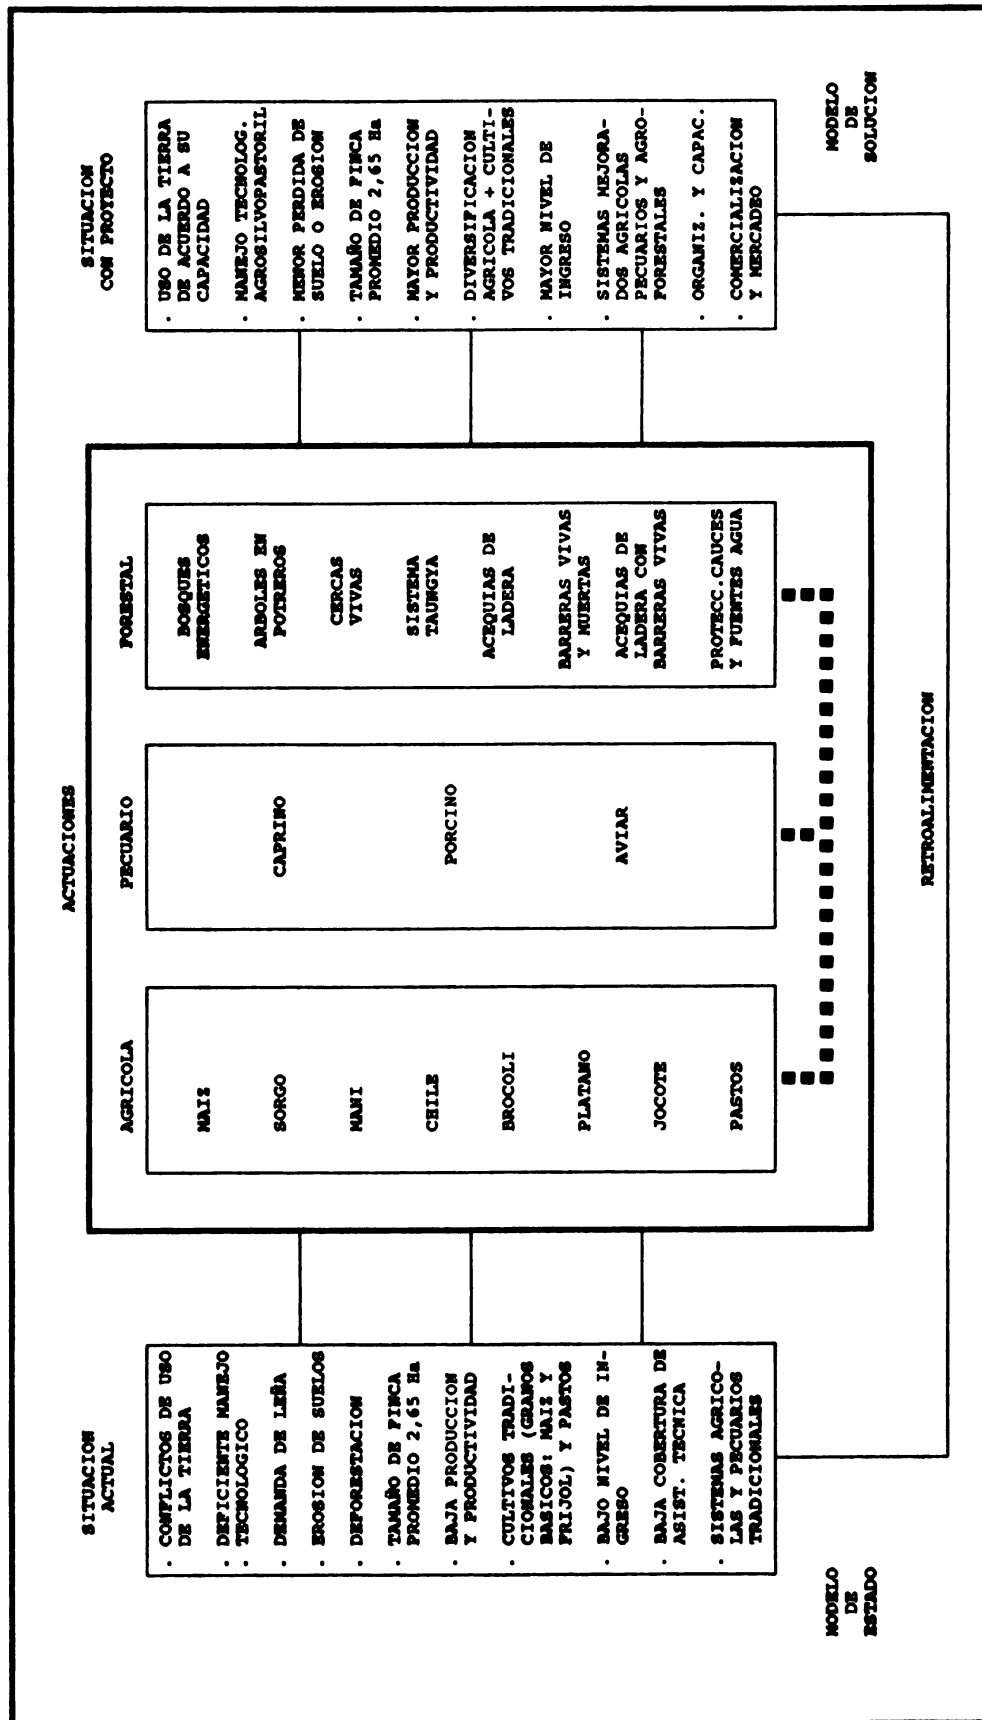 SITUACION
ACTUAL
. CONFLICTOS DE USO
DE LA TIERRA
. DEFICIENTE MANEJO
. TECNOLOGICO
. DEMANDA DE LEÑA
. EROSION DE SUELOS
. DEFORESTACION
. TAMAÑO DE FINCA
PROMEDIO 2,65 Ha
. BAJA PRODUCCION
Y PRODUCTIVIDAD
. CULTIVOS TRADI-
CIONALES (GRANOS
BASICOS: MAIZ Y
FRIJOL) Y PASTOS
. BAJO NIVEL DE IN-
GRESO
. BAJA COBERTURA DE
ASIST. TECNICA
. SISTEMAS AGRICO-
LAS Y PECUARIOS
TRADICIONALES
MODELO
DE
ESTADO
ACTUACIONES
AGRICOLA
MAIZ
SORGO
MANI
CHILE
BROCOLI
PLATANO
JOCOTE
PASTOS
PECUARIO
CAPRINO
PORCINO
AVIAR
FORESTAL
BOSQUES
ENERGETICOS
ARBOLES EN
POTREROS
CERCAS
VIVAS
SISTEMA
TAUNGYA
ACEQUIAS DE
LADERA
BARRERAS VIVAS
Y MUERTAS
ACEQUIAS DE
LADERA CON
BARRERAS VIVAS
PROTECC.CAUCES
Y FUENTES AGUA
SITUACION
CON PROYECTO
. USO DE LA TIERRA
DE ACUERDO A SU
CAPACIDAD
. MANEJO TECNOLOG.
AGROSILVOPASTORIL
. MENOR PERDIDA DE
SUELO O EROSION
. TAMAÑO DE FINCA
PROMEDIO 2,65 Ha
. MAYOR PRODUCCION
Y PRODUCTIVIDAD
. DIVERSIFICACION
AGRICOLA + CULTI-
VOS TRADICIONALES
. MAYOR NIVEL DE
INGRESO
. SISTEMAS MEJORA-
DOS AGRICOLAS
PECUARIOS Y AGRO-
FORESTALES
. ORGANIZ. Y CAPAC.
. COMERCIALIZACION
Y MERCADEO
MODELO
DE
SOLUCION
RETROALIMENTACION